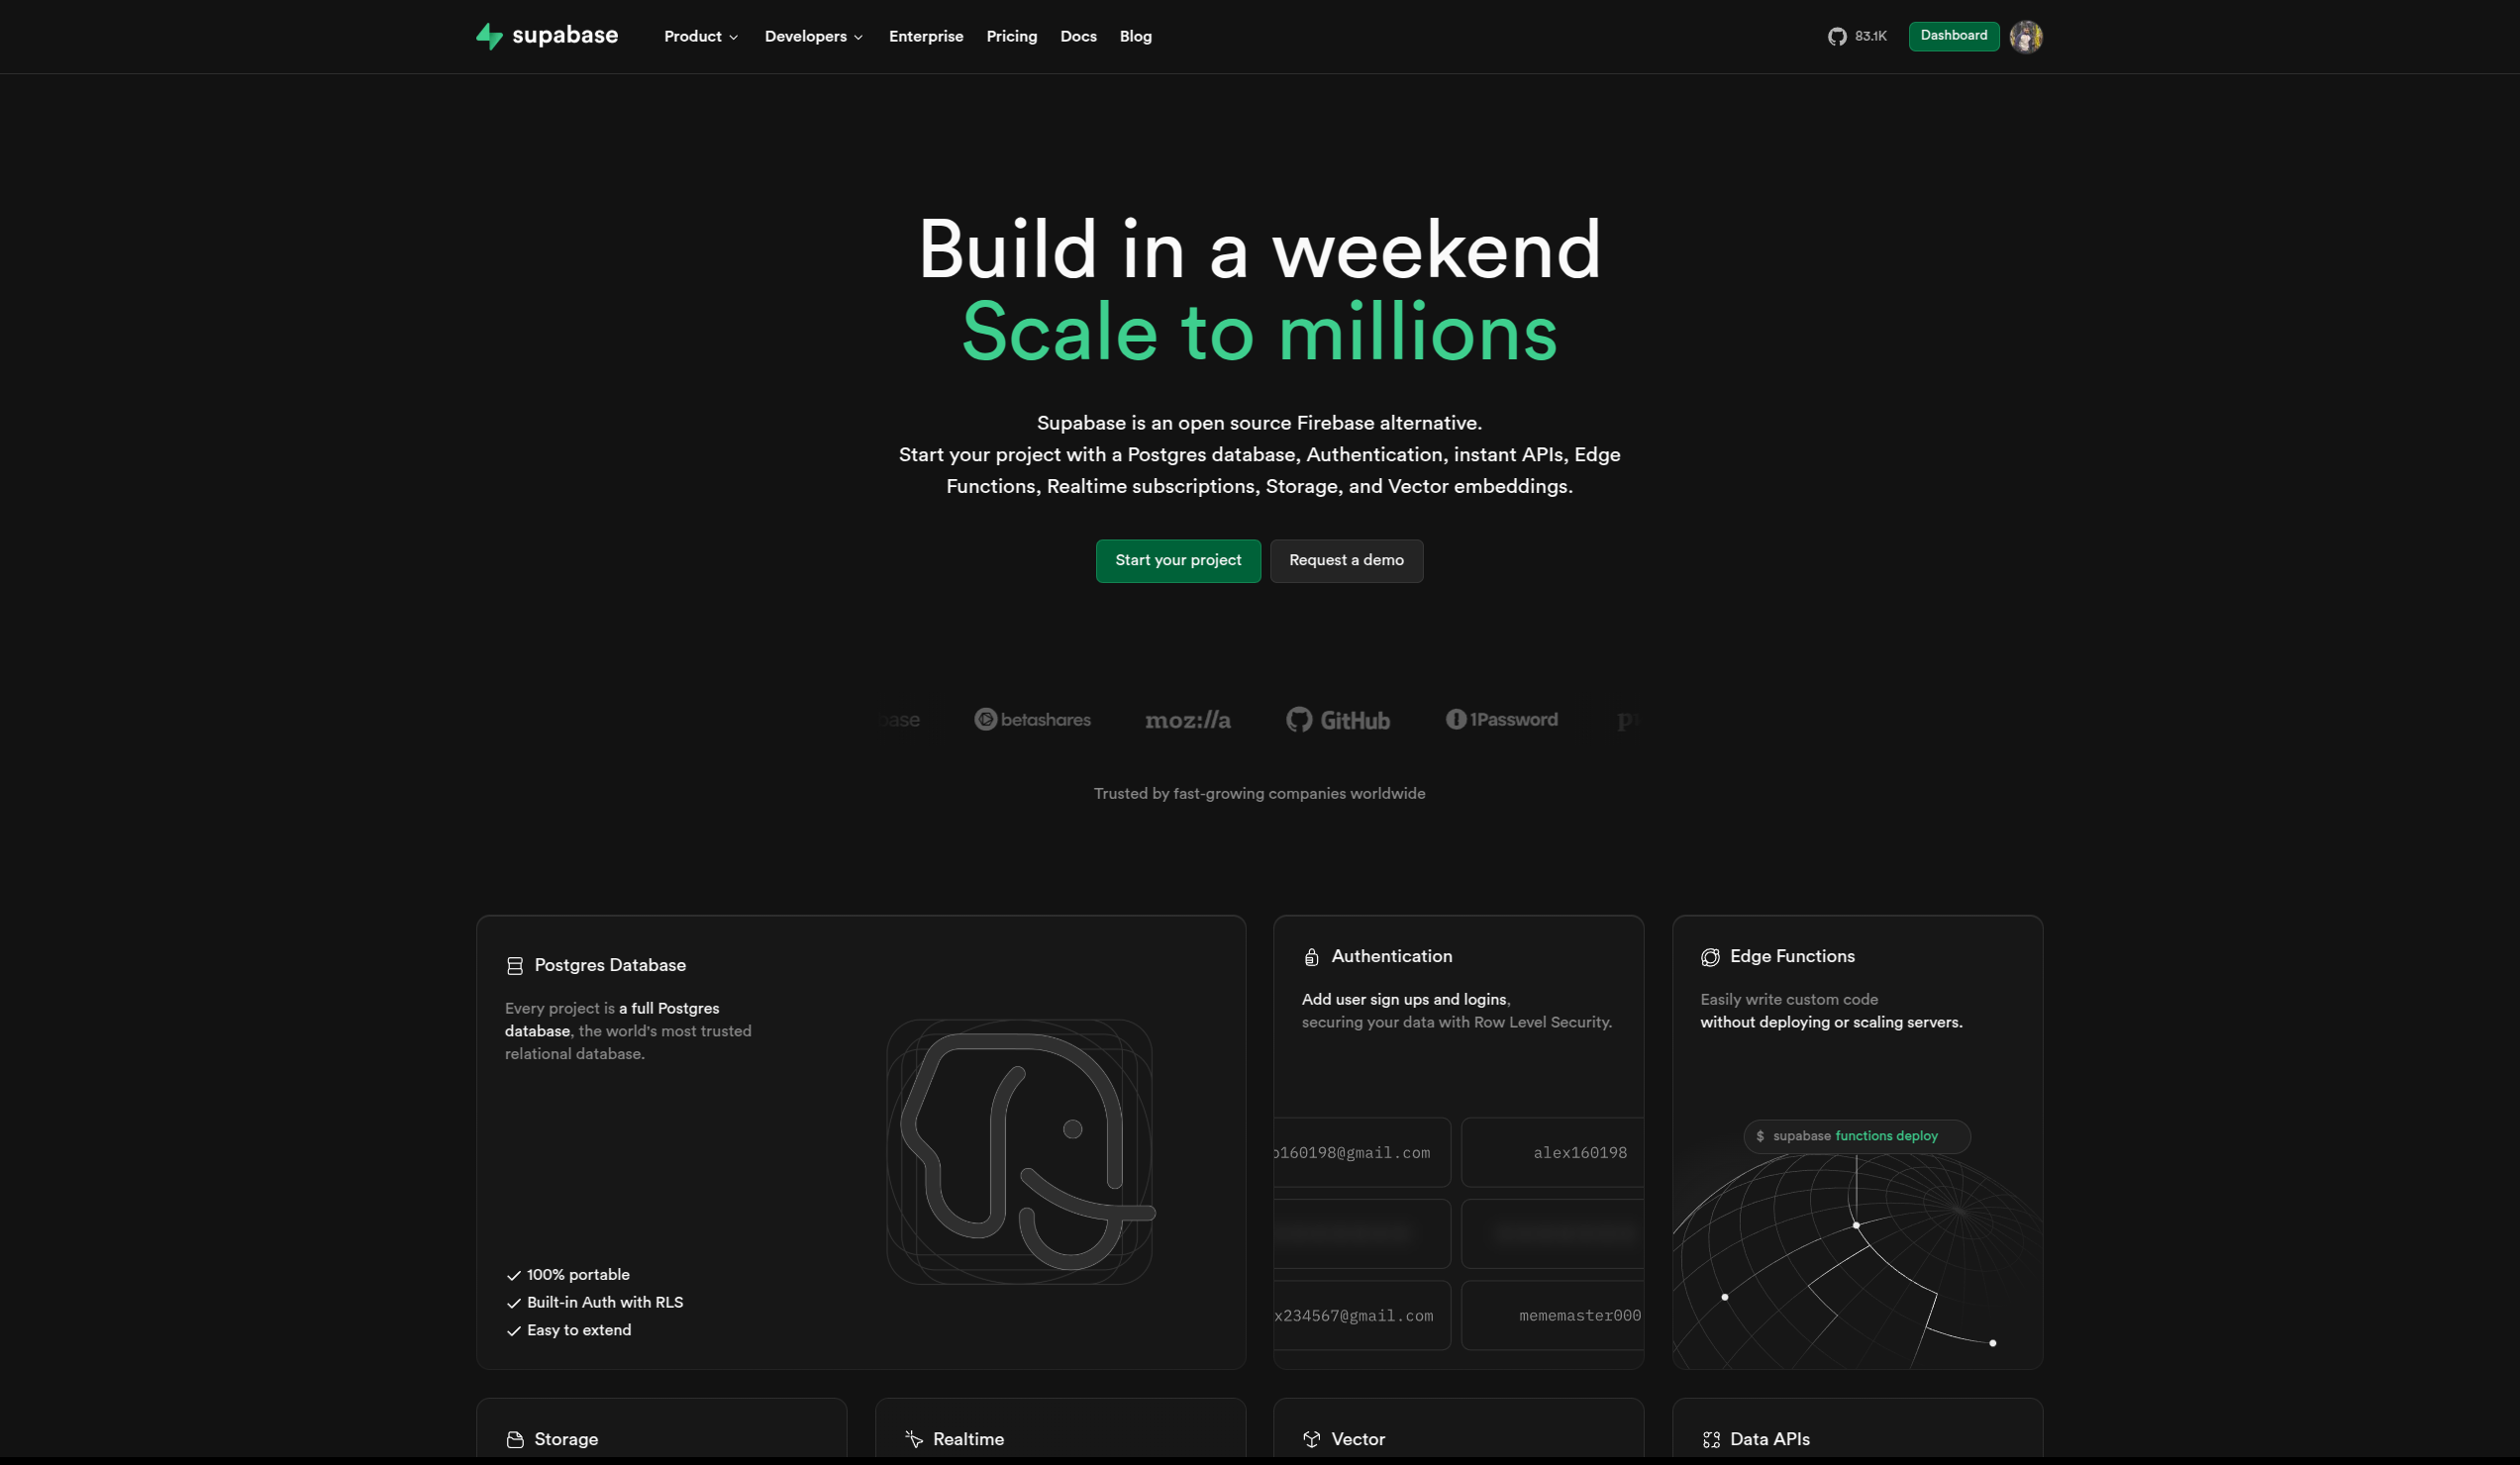 supabase
Product
Developers
Enterprise
Pricing
Docs
Blog
83.1K
Dashboard
Build in a weekend
Scale to millions
Supabase is an open source Firebase alternative.
Start your project with a Postgres database, Authentication, instant APIs, Edge
Functions, Realtime subscriptions, Storage, and Vector embeddings.
Start your project
Request a demo
base
betashares
moz://a
GitHub
1Password
Trusted by fast-growing companies worldwide
Postgres Database
Every project is a full Postgres
database, the world's most trusted
relational database.
100% portable
Built-in Auth with RLS
Easy to extend
Authentication
Add user sign ups and logins,
securing your data with Row Level Security.
160198@gmail.com
alex160198
x234567@gmail.com
mememaster000
Edge Functions
Easily write custom code
without deploying or scaling servers.
$ supabase functions deploy
Storage
Realtime
Vector
Data APIs